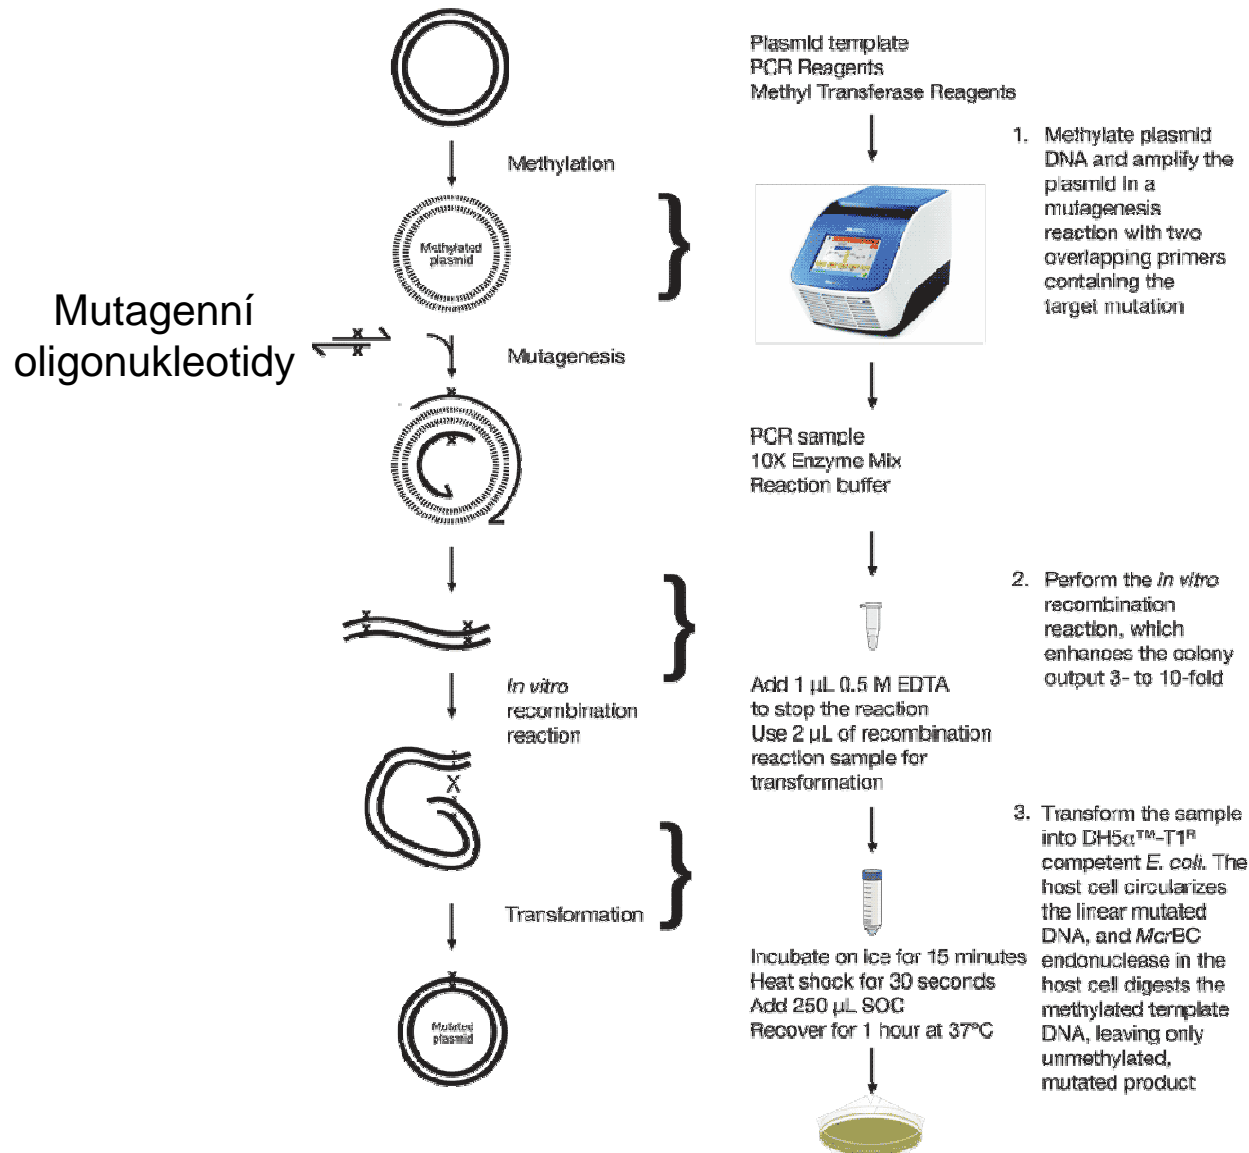 Plasmid template
PCR Reagents
Methyl Transferase Reagents
Methylation
1. Methylate plasmid
DNA and amplify the
plasmid in a
mutagenesis
reaction with two
overlapping primers
containing the
target mutation
Methylated
plasmid
Mutagenní
oligonukleotidy
x
x
Mutagenesis
x
x
PCR sample
10X Enzyme Mix
Reaction buffer
2. Perform the in vitro
recombination
reaction, which
enhances the colony
output 3- to 10-fold
x
x
x
x
In vitro
recombination
reaction
Add 1 µL 0.5 M EDTA
to stop the reaction
Use 2 µL of recombination
reaction sample for
transformation
X
3. Transform the sample
into DH5α™-T1ᴿ
competent E. coli. The
host cell circularizes
the linear mutated
DNA, and McrBC
endonuclease in the
host cell digests the
methylated template
DNA, leaving only
unmethylated,
mutated product
Transformation
Incubate on ice for 15 minutes
Heat shock for 30 seconds
Add 250 µL SOC
Recover for 1 hour at 37°C
x
x
Mutated
plasmid